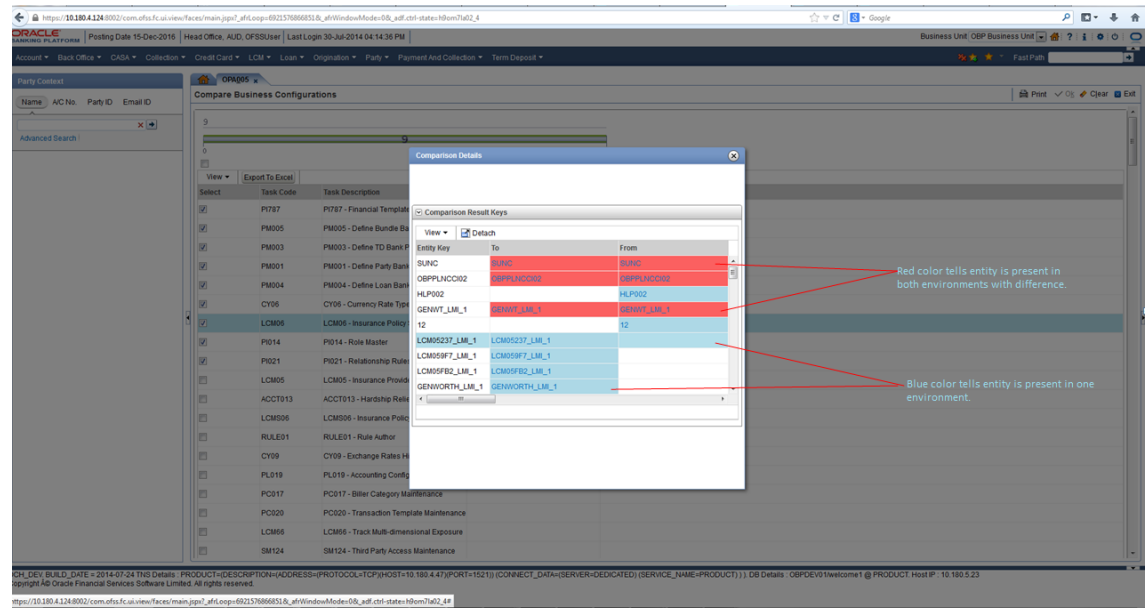 https://10.180.4.124:8002/com.ofss.fc.ui.view/faces/main.jspx?_afrLoop=6921576866851&_afrWindowMode=0&_adf.ctrl-state=h9om7la02_4
Google
ORACLE
BANKING PLATFORM
Posting Date 15-Dec-2016
Head Office, AUD, OFSSUser
Last Login 30-Jul-2014 04:14:36 PM
Business Unit OBP Business Unit
Account Back Office CASA Collection Credit Card LCM Loan Origination Party Payment And Collection Term Deposit
Fast Path
Party Context
Name A/C No. Party ID Email ID
Advanced Search
OPA005
Compare Business Configurations
Print Ok Clear Exit
9
9
0
View Export To Excel
Select Task Code Task Description
PI787 PI787 - Financial Template
PM005 PM005 - Define Bundle Ba
PM003 PM003 - Define TD Bank P
PM001 PM001 - Define Party Bank
PM004 PM004 - Define Loan Bank
CY06 CY06 - Currency Rate Type
LCM06 LCM06 - Insurance Policy
PI014 PI014 - Role Master
PI021 PI021 - Relationship Rule
LCM05 LCM05 - Insurance Provid
ACCT013 ACCT013 - Hardship Relie
LCMS06 LCMS06 - Insurance Polic
RULE01 RULE01 - Rule Author
CY09 CY09 - Exchange Rates Hi
PL019 PL019 - Accounting Config
PC017 PC017 - Biller Category Maintenance
PC020 PC020 - Transaction Template Maintenance
LCM66 LCM66 - Track Multi-dimensional Exposure
SM124 SM124 - Third Party Access Maintenance
Comparison Details
Comparison Result Keys
View Detach
Entity Key To From
SUNC SUNC SUNC
OBPPLNCCI02 OBPPLNCCI02 OBPPLNCCI02
HLP002 HLP002
GENWT_LMI_1 GENWT_LMI_1 GENWT_LMI_1
12 12
LCM05237_LMI_1 LCM05237_LMI_1
LCM059F7_LMI_1 LCM059F7_LMI_1
LCM05FB2_LMI_1 LCM05FB2_LMI_1
GENWORTH_LMI_1 GENWORTH_LMI_1
Red color tells entity is present in
both environments with difference.
Blue color tells entity is present in one
environment.
CH_DEV. BUILD_DATE = 2014-07-24 TNS Details : PRODUCT=(DESCRIPTION=(ADDRESS=(PROTOCOL=TCP)(HOST=10.180.4.47)(PORT=1521)) (CONNECT_DATA=(SERVER=DEDICATED) (SERVICE_NAME=PRODUCT) ) ). DB Details : OBPDEV01/welcome1 @ PRODUCT. Host IP : 10.180.5.23
opyright Â© Oracle Financial Services Software Limited. All rights reserved.
https://10.180.4.124:8002/com.ofss.fc.ui.view/faces/main.jspx?_afrLoop=6921576866851&_afrWindowMode=0&_adf.ctrl-state=h9om7la02_4#